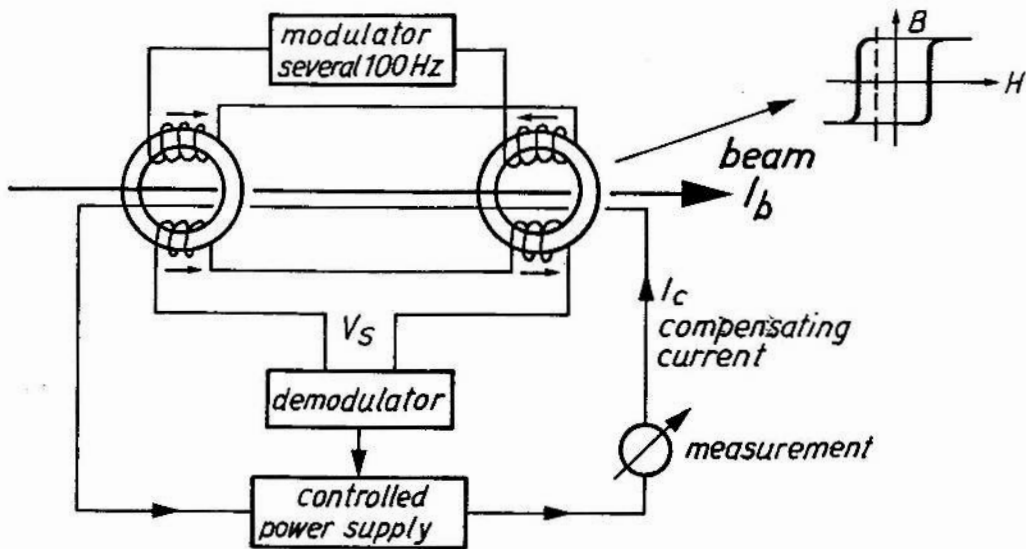 modulator
several 100 Hz
B
H
beam
I_b
V_s
I_c
compensating
current
demodulator
measurement
controlled
power supply